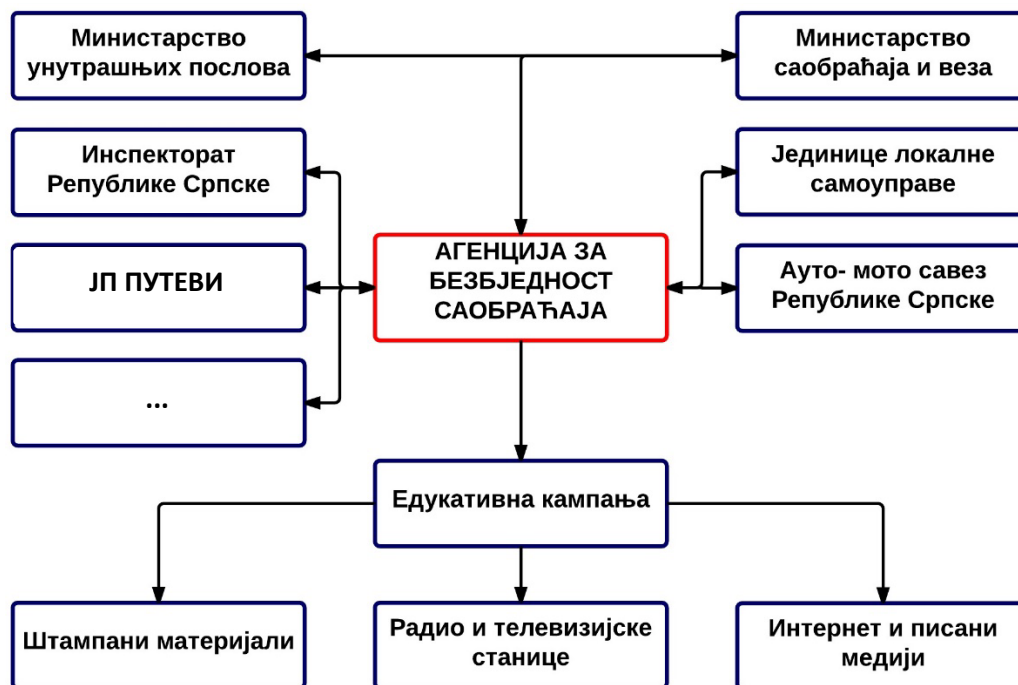 Министарство
унутрашњих послова
Министарство
саобраћаја и веза
Инспекторат
Републике Српске
Јединице локалне
самоуправе
ЈП ПУТЕВИ
АГЕНЦИЈА ЗА
БЕЗБЈЕДНОСТ
САОБРАЋАЈА
Ауто- мото савез
Републике Српске
...
Едукативна кампања
Штампани материјали
Радио и телевизијске
станице
Интернет и писани
медији